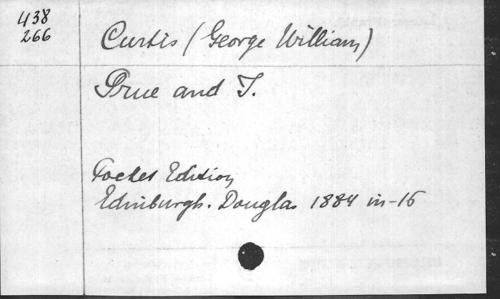 438
266
Curtis (George William)
Prue and I.
Pocket Edition
Edinburgh. Douglas 1884 in-16